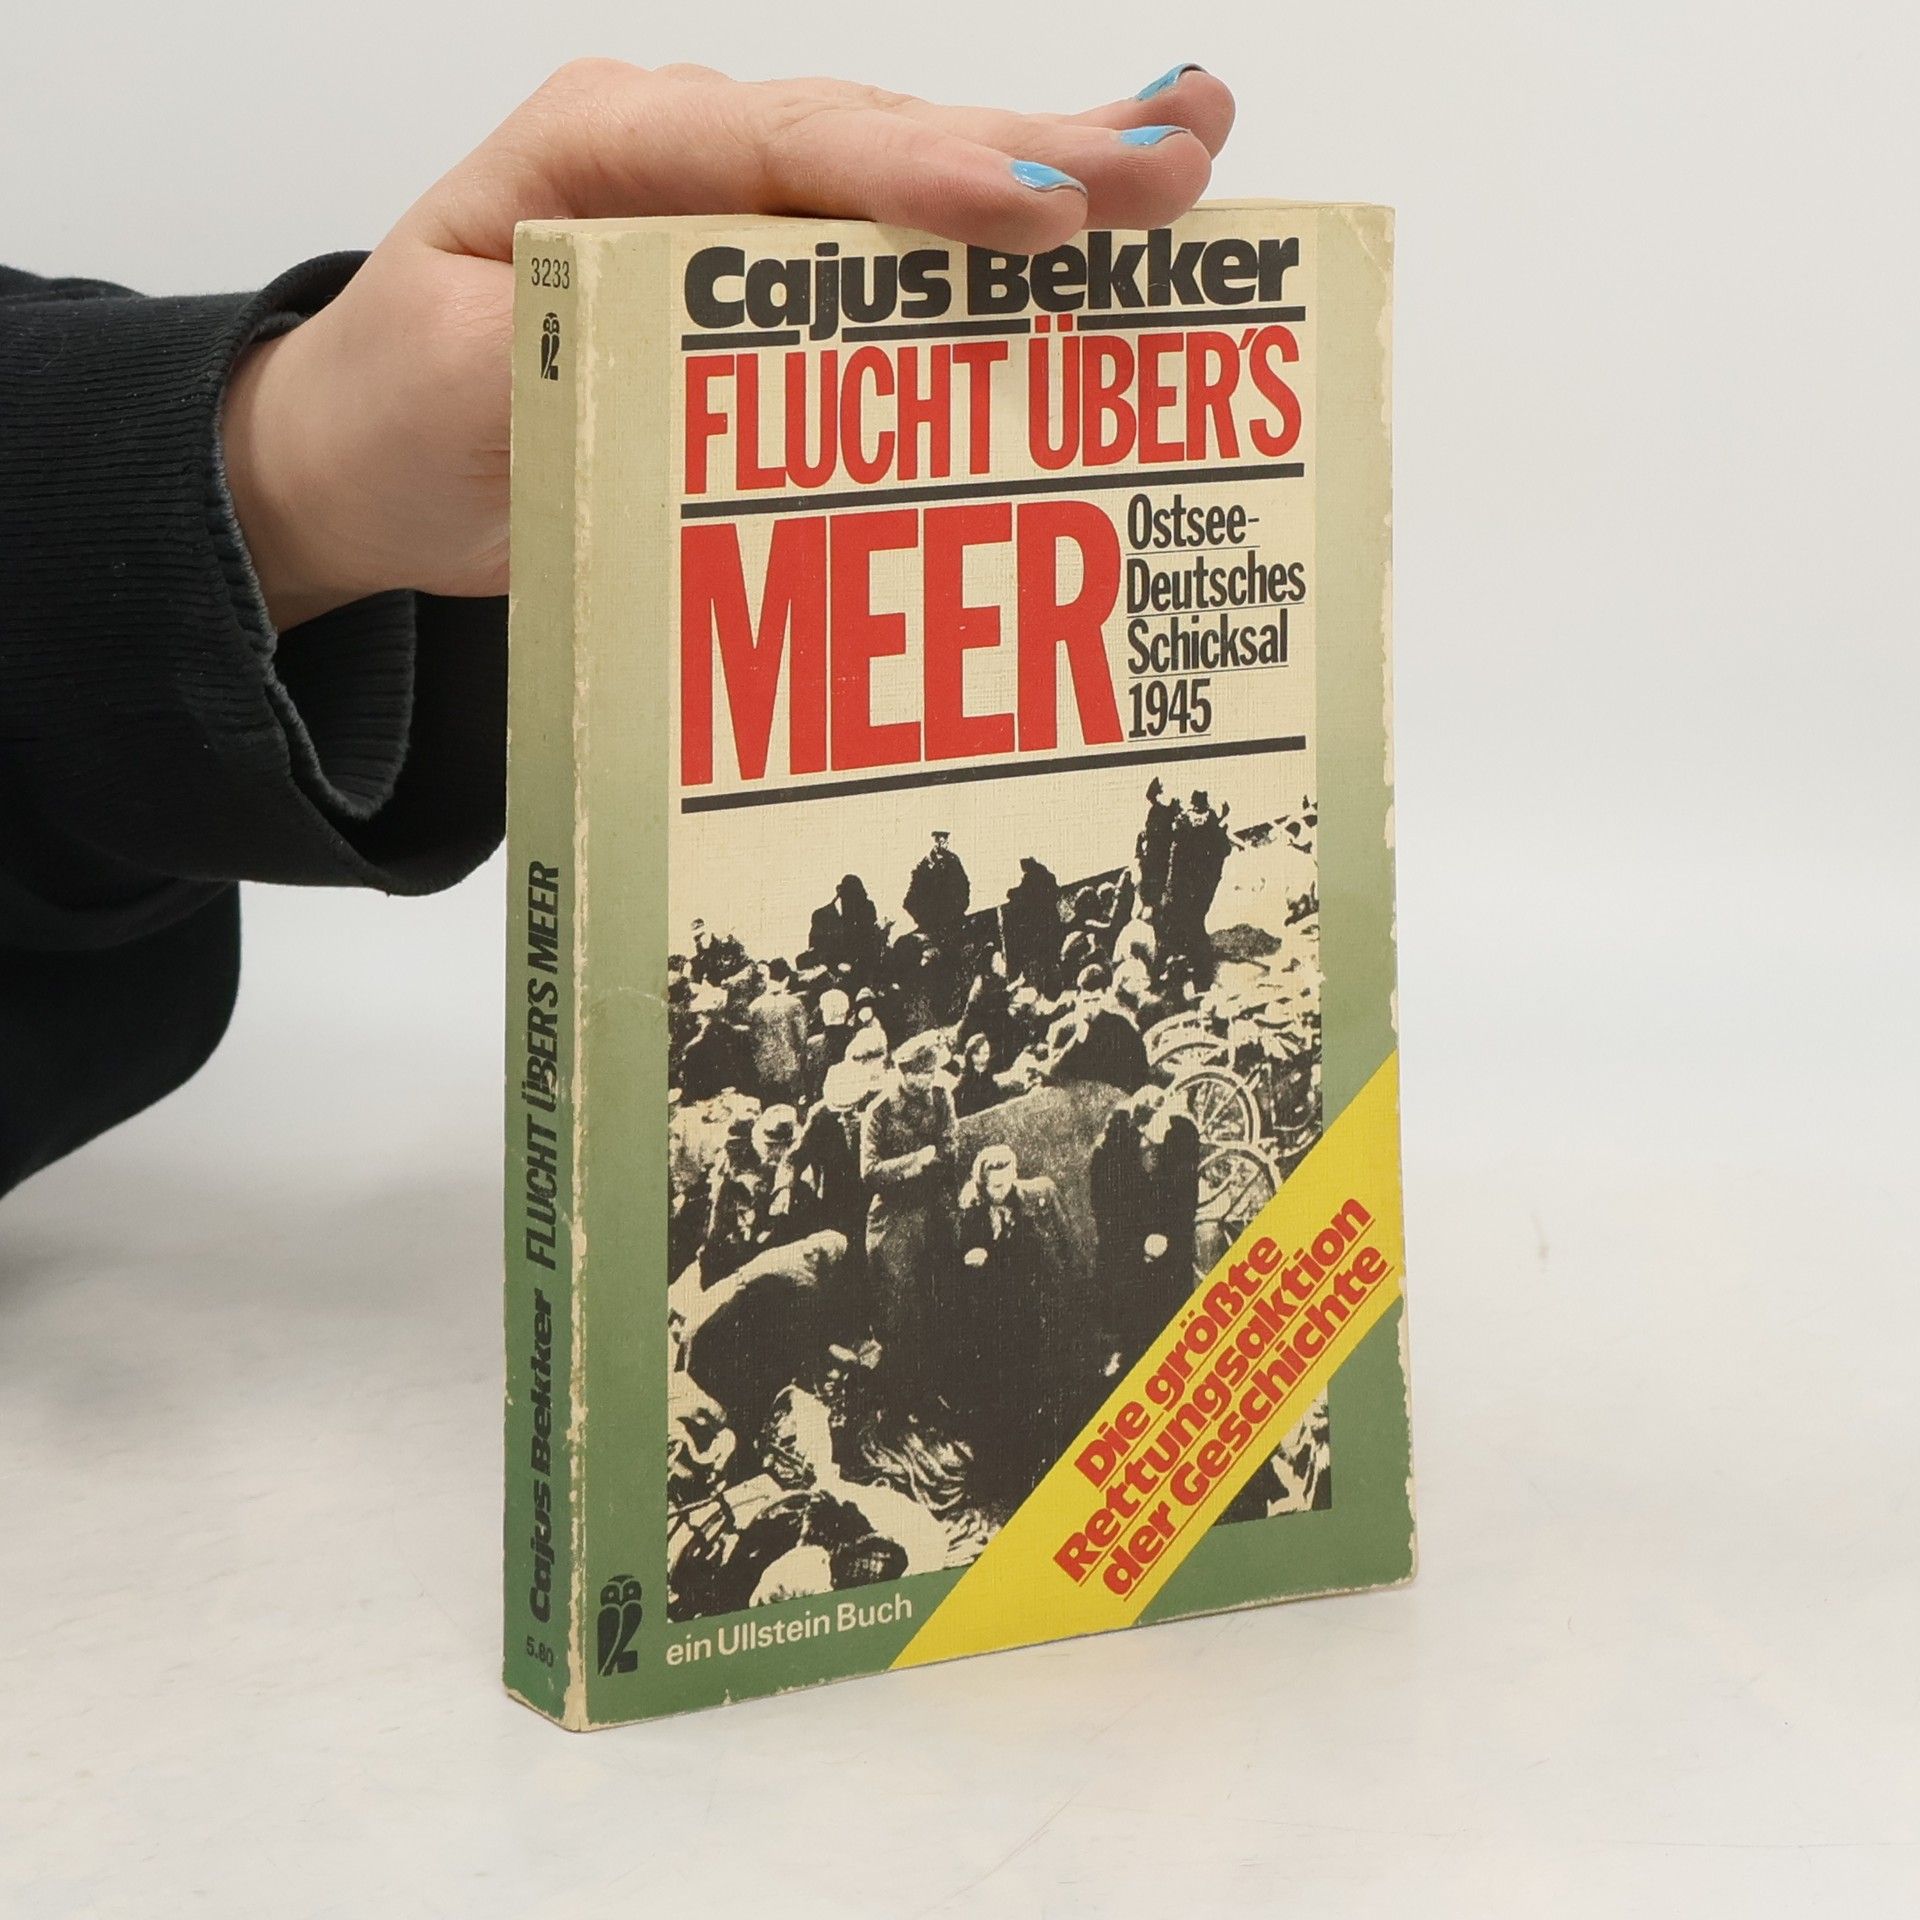 3233
Cajus Bekker
FLUCHT ÜBER'S
MEER
Ostsee-
Deutsches
Schicksal
1945
Die größte
Rettungsaktion
der Geschichte
ein Ullstein Buch
Cajus Bekker FLUCHT ÜBER'S MEER
5.80